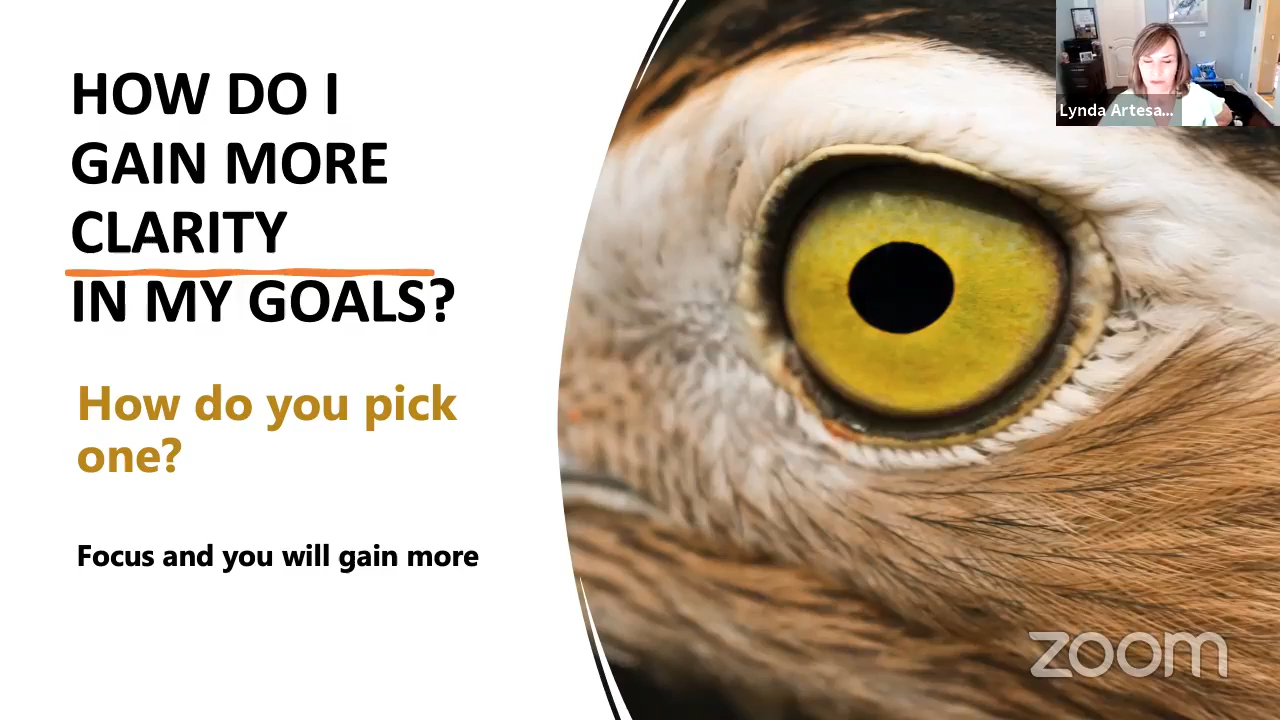 HOW DO I
GAIN MORE
CLARITY
IN MY GOALS?
How do you pick
one?
Focus and you will gain more
Lynda Artesa...
zoom